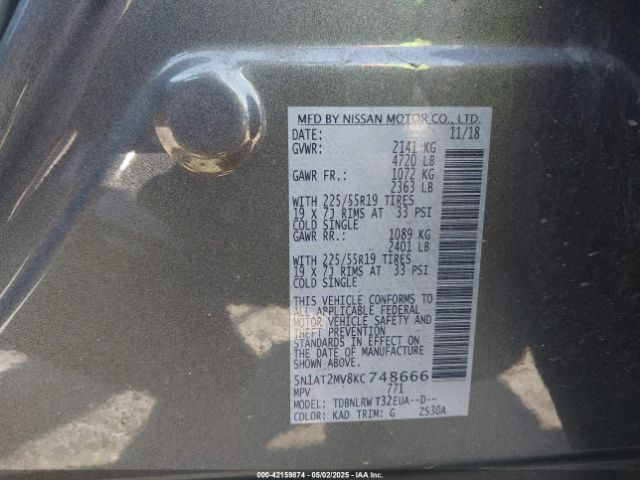 MFD BY NISSAN MOTOR CO., LTD.
DATE: 11/18
GVWR: 2141 KG
4720 LB
GAWR FR.: 1072 KG
2363 LB
WITH 225/55R19 TIRES
19 X 7J RIMS AT 33 PSI
COLD SINGLE
GAWR RR.: 1089 KG
2401 LB
WITH 225/55R19 TIRES
19 X 7J RIMS AT 33 PSI
COLD SINGLE
THIS VEHICLE CONFORMS TO
ALL APPLICABLE FEDERAL
MOTOR VEHICLE SAFETY AND
THEFT PREVENTION
STANDARDS IN EFFECT ON
THE DATE OF MANUFACTURE
SHOWN ABOVE.
5N1AT2MV8KC748666
MPV 771
MODEL: TDBNLRW T32EUA--D--
COLOR: KAD TRIM: G ZS30A
000-42159874 | 05/02/2025 | IAA Inc.